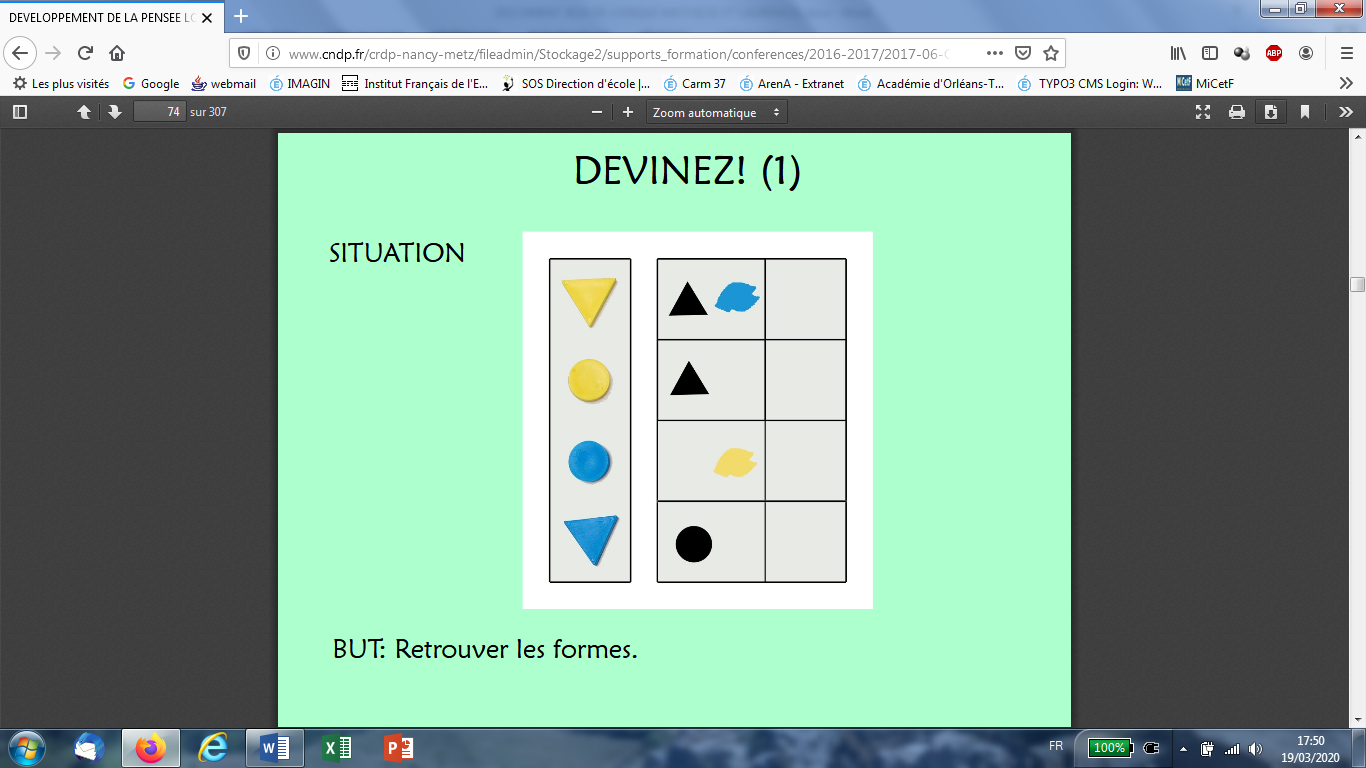 DEVELOPPEMENT DE LA PENSEE LO
www.cndp.fr/crdp-nancy-metz/fileadmin/Stockage2/supports_formation/conferences/2016-2017/2017-06-
Les plus visités
Google
webmail
IMAGIN
Institut Français de l'E...
SOS Direction d'école |...
Carm 37
ArenA - Extranet
Académie d'Orléans-T...
TYPO3 CMS Login: W...
MiCetF
74 sur 307
Zoom automatique
DEVINEZ! (1)
SITUATION
BUT: Retrouver les formes.
FR
100%
17:50
19/03/2020